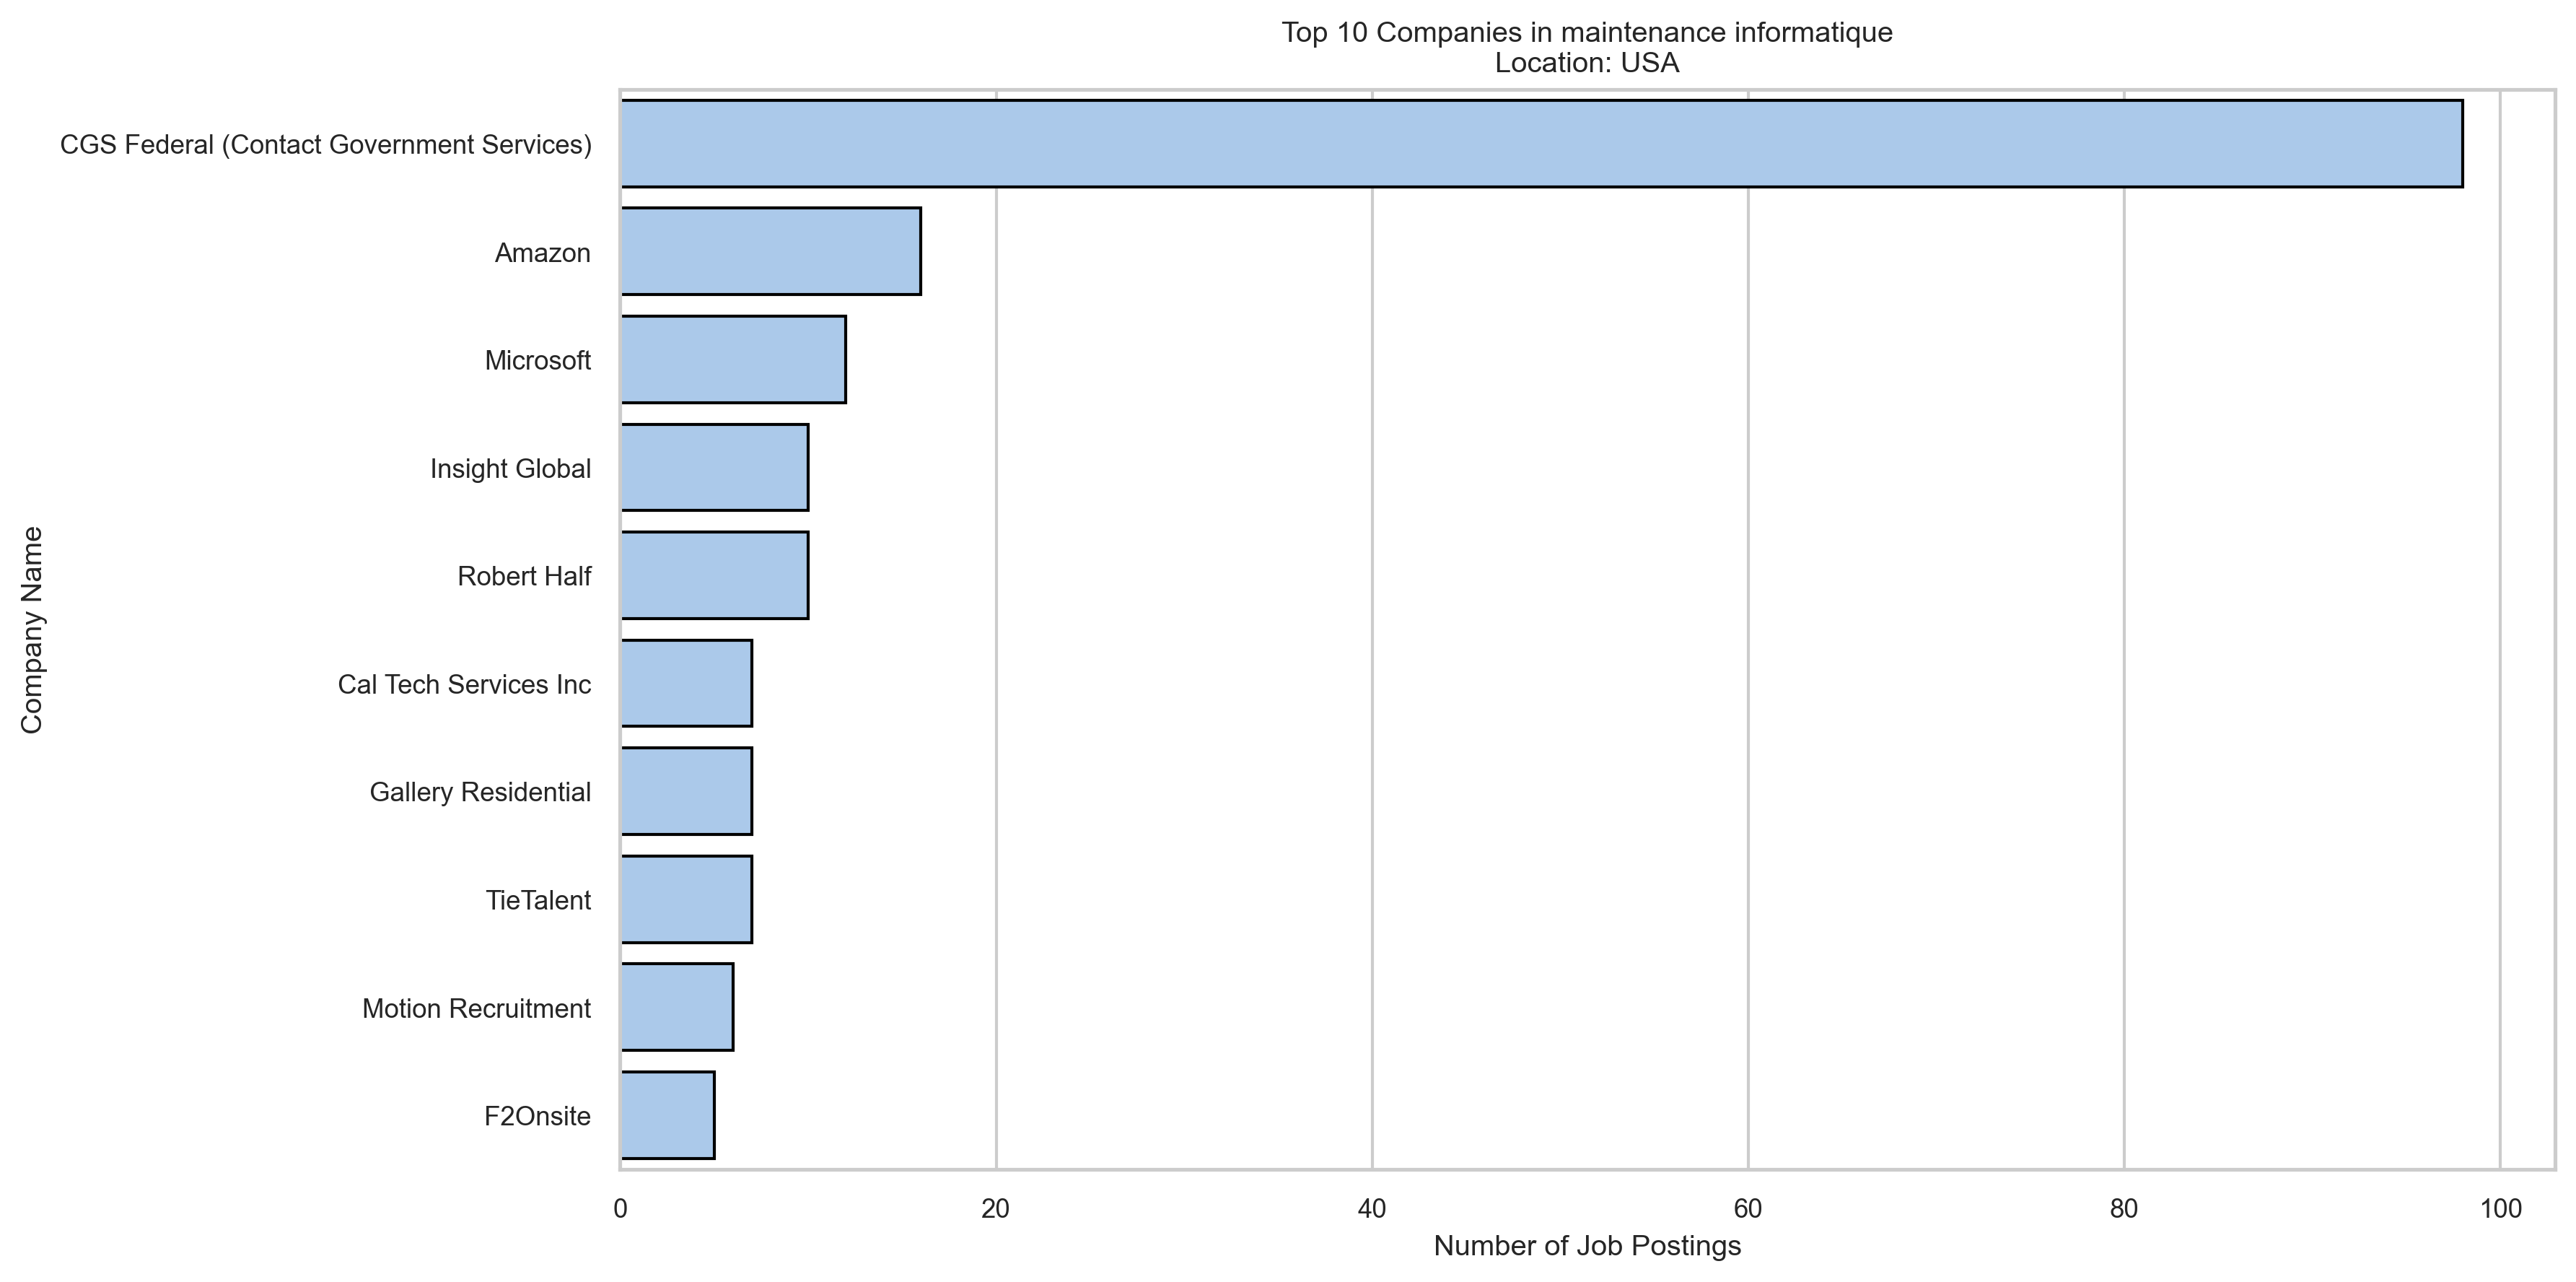 Top 10 Companies in maintenance informatique
Location: USA
Company Name
CGS Federal (Contact Government Services)
Amazon
Microsoft
Insight Global
Robert Half
Cal Tech Services Inc
Gallery Residential
TieTalent
Motion Recruitment
F2Onsite
0 20 40 60 80 100
Number of Job Postings